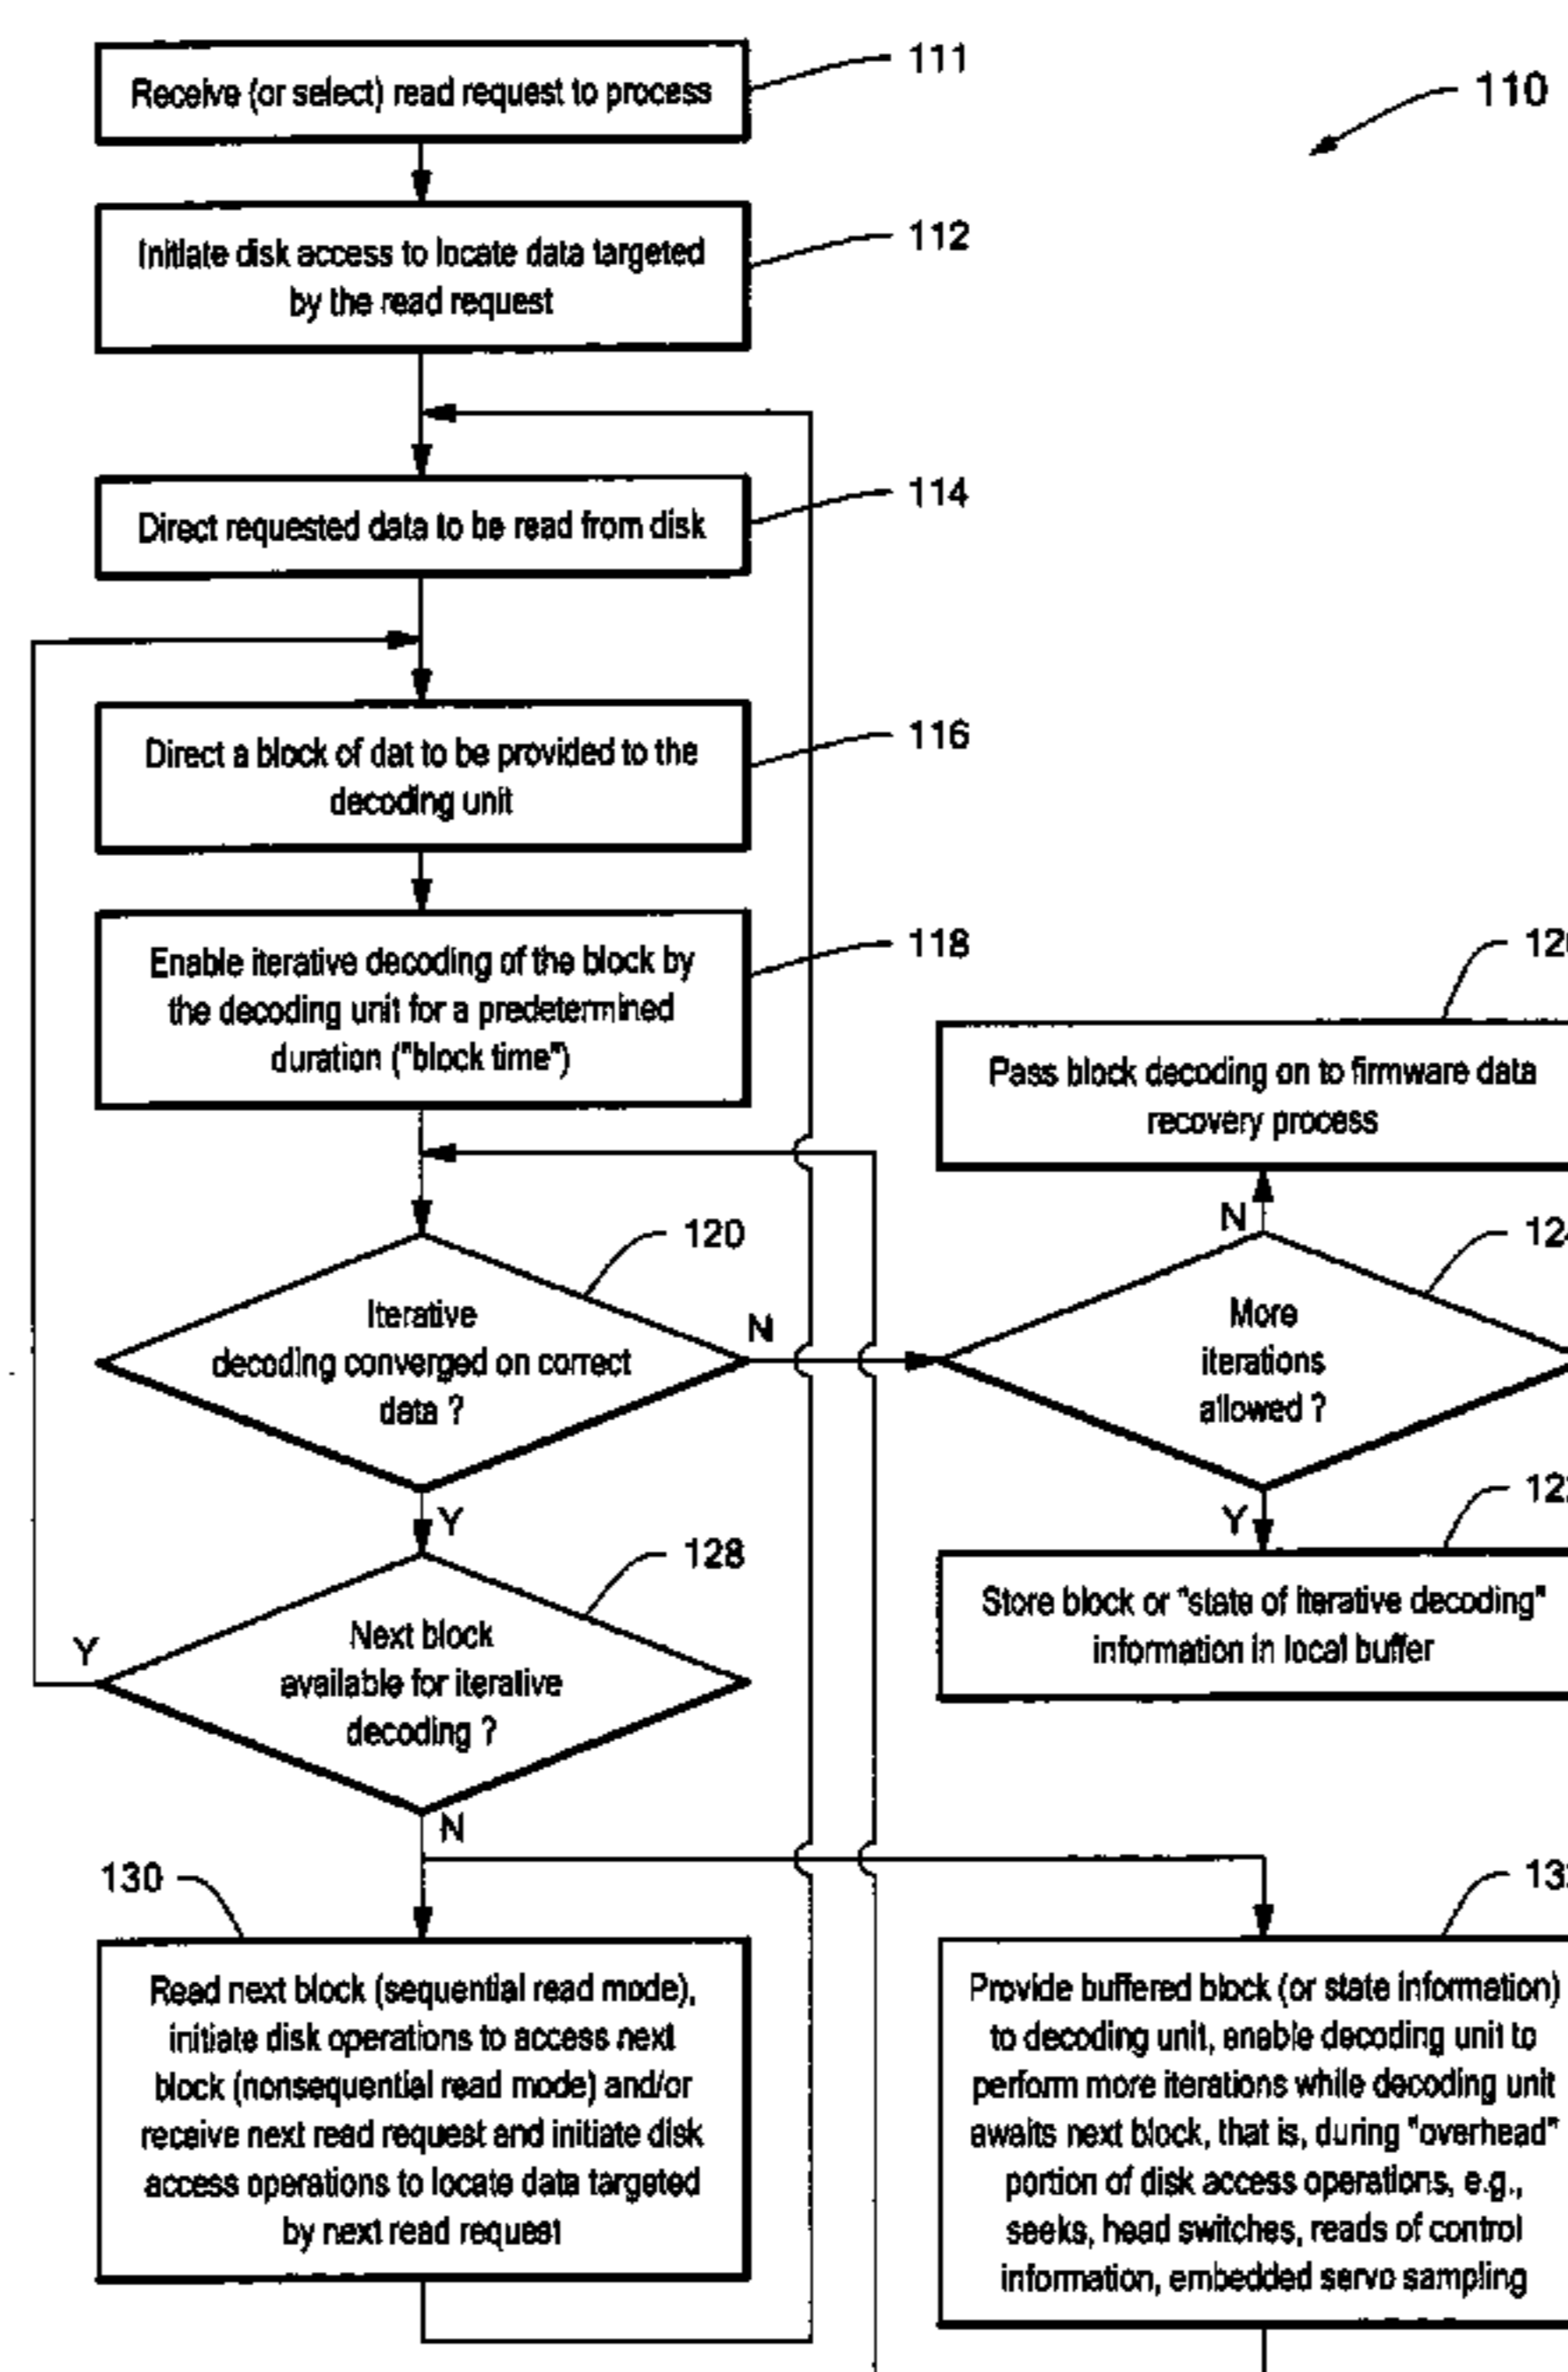 111
Receive (or select) read request to process
110
112
Initiate disk access to locate data targeted
by the read request
114
Direct requested data to be read from disk
116
Direct a block of dat to be provided to the
decoding unit
118
Enable iterative decoding of the block by
the decoding unit for a predetermined
duration ("block time")
Pass block decoding on to firmware data
recovery process
N
120
Iterative
decoding converged on correct
data ?
N
More
iterations
allowed ?
Y
Y
128
Store block or "state of iterative decoding"
information in local buffer
Next block
available for iterative
decoding ?
Y
N
130
Read next block (sequential read mode),
initiate disk operations to access next
block (nonsequential read mode) and/or
receive next read request and initiate disk
access operations to locate data targeted
by next read request
Provide buffered block (or state information)
to decoding unit, enable decoding unit to
perform more iterations while decoding unit
awaits next block, that is, during "overhead"
portion of disk access operations, e.g.,
seeks, head switches, reads of control
information, embedded servo sampling